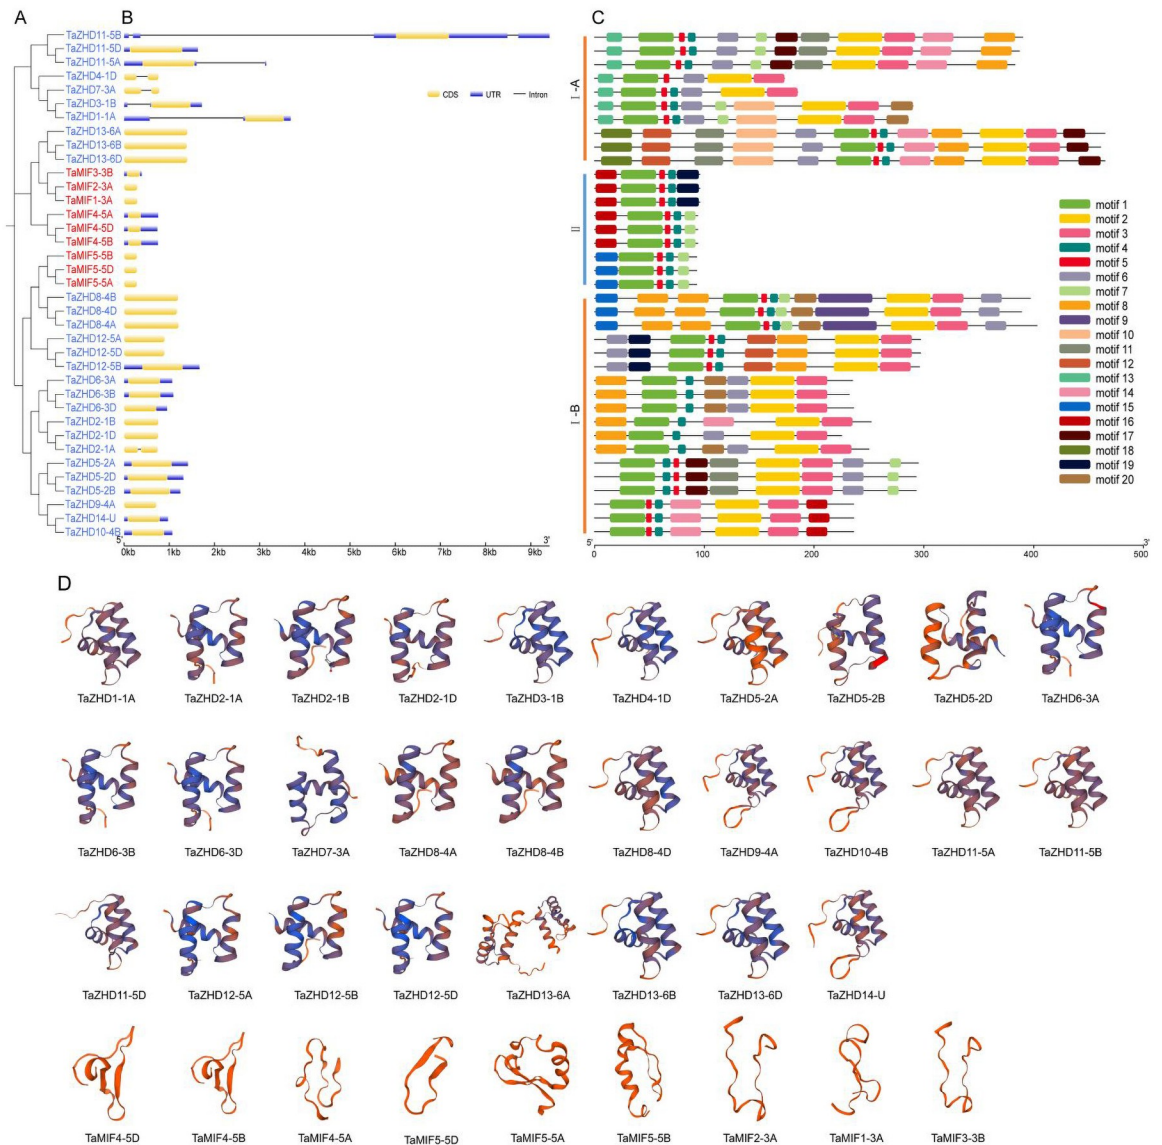 A B C
TaZHD11-5B
TaZHD11-5D
TaZHD11-5A
TaZHD4-1D
TaZHD7-3A
TaZHD3-1B
TaZHD1-1A
TaZHD13-6A
TaZHD13-6B
TaZHD13-6D
TaMIF3-3B
TaMIF2-3A
TaMIF1-3A
TaMIF4-5A
TaMIF4-5D
TaMIF4-5B
TaMIF5-5B
TaMIF5-5D
TaMIF5-5A
TaZHD8-4B
TaZHD8-4D
TaZHD8-4A
TaZHD12-5A
TaZHD12-5D
TaZHD12-5B
TaZHD6-3A
TaZHD6-3B
TaZHD6-3D
TaZHD2-1B
TaZHD2-1D
TaZHD2-1A
TaZHD5-2A
TaZHD5-2D
TaZHD5-2B
TaZHD9-4A
TaZHD14-U
TaZHD10-4B
CDS UTR Intron
5' 3'
0kb 1kb 2kb 3kb 4kb 5kb 6kb 7kb 8kb 9kb
Ⅰ-A
Ⅱ
Ⅰ-B
motif 1
motif 2
motif 3
motif 4
motif 5
motif 6
motif 7
motif 8
motif 9
motif 10
motif 11
motif 12
motif 13
motif 14
motif 15
motif 16
motif 17
motif 18
motif 19
motif 20
5' 3'
0 100 200 300 400 500
D
TaZHD1-1A TaZHD2-1A TaZHD2-1B TaZHD2-1D TaZHD3-1B TaZHD4-1D TaZHD5-2A TaZHD5-2B TaZHD5-2D TaZHD6-3A
TaZHD6-3B TaZHD6-3D TaZHD7-3A TaZHD8-4A TaZHD8-4B TaZHD8-4D TaZHD9-4A TaZHD10-4B TaZHD11-5A TaZHD11-5B
TaZHD11-5D TaZHD12-5A TaZHD12-5B TaZHD12-5D TaZHD13-6A TaZHD13-6B TaZHD13-6D TaZHD14-U
TaMIF4-5D TaMIF4-5B TaMIF4-5A TaMIF5-5D TaMIF5-5A TaMIF5-5B TaMIF2-3A TaMIF1-3A TaMIF3-3B